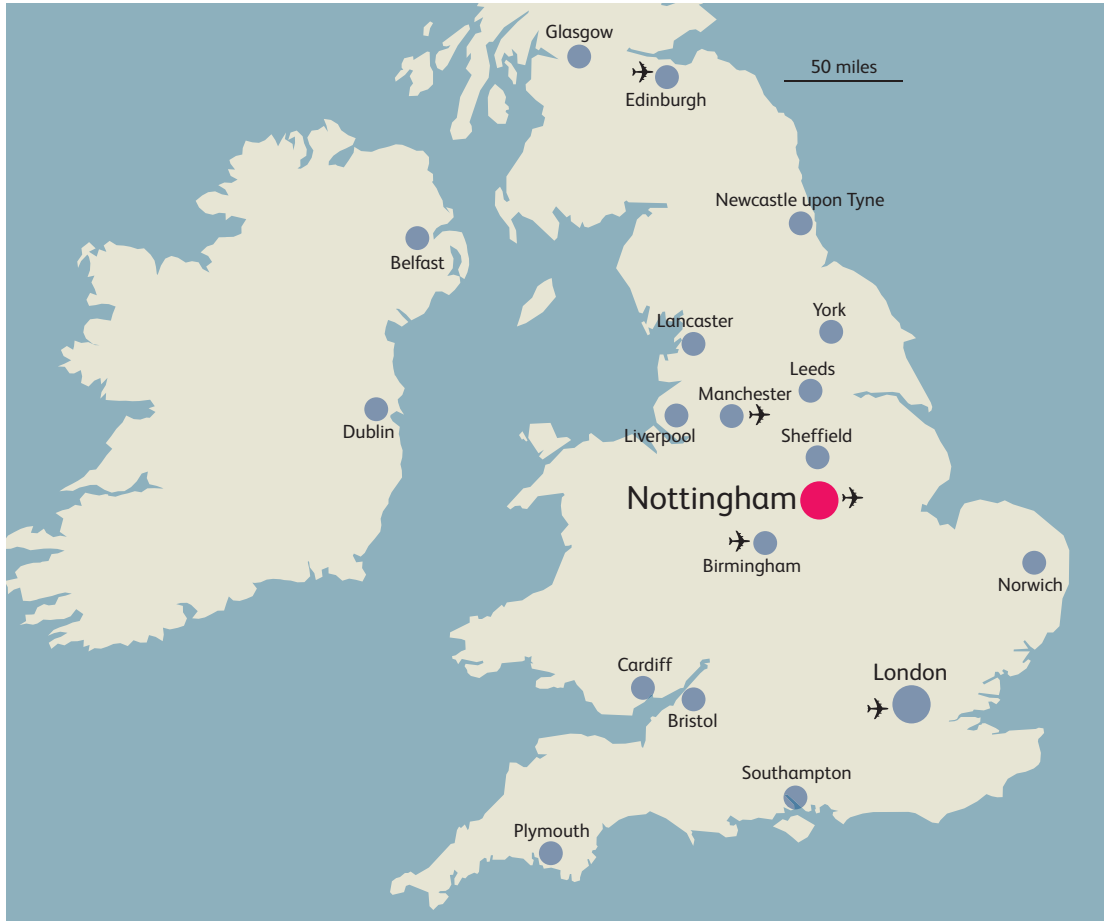 Glasgow
50 miles
Edinburgh
Newcastle upon Tyne
Belfast
York
Lancaster
Leeds
Manchester
Dublin
Liverpool
Sheffield
Nottingham
Birmingham
Norwich
Cardiff
London
Bristol
Southampton
Plymouth